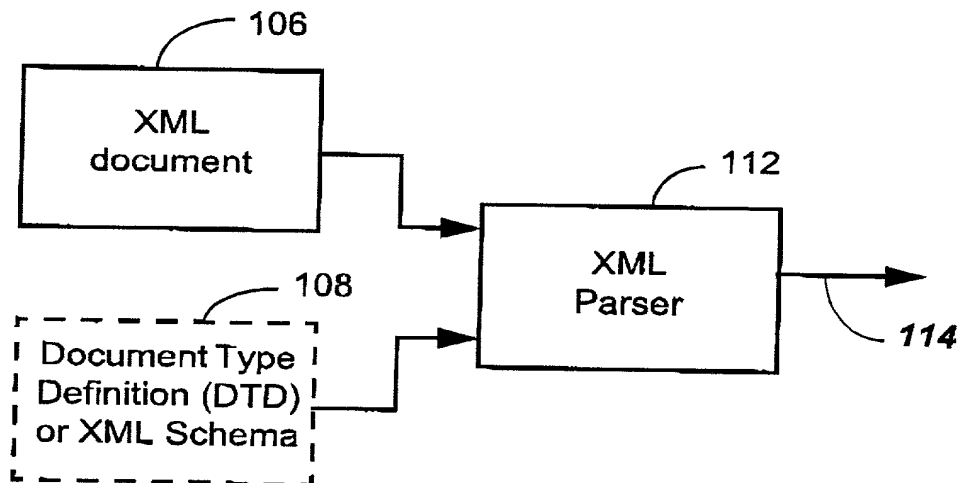 106
XML
document
112
XML
Parser
114
108
Document Type
Definition (DTD)
or XML Schema